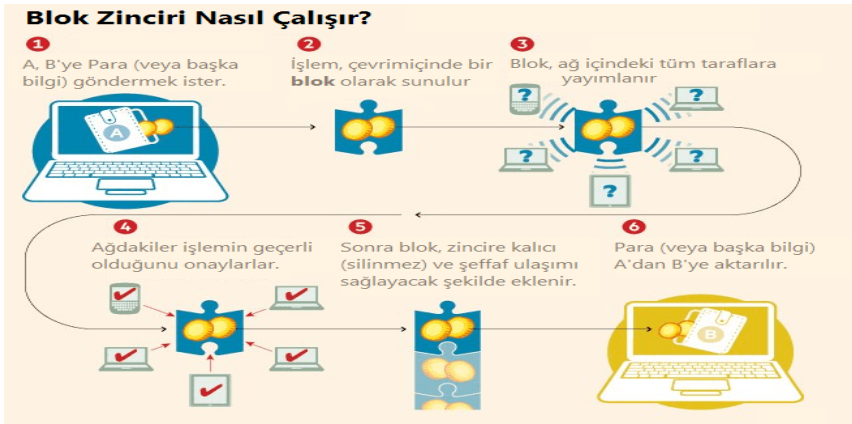 Blok Zinciri Nasıl Çalışır?
1
A, B'ye Para (veya başka
bilgi) göndermek ister.
A
2
İşlem, çevrimiçinde bir
blok olarak sunulur
3
Blok, ağ içindeki tüm taraflara
yayımlanır
?
?
?
?
?
4
Ağdakiler işlemin geçerli
olduğunu onaylarlar.
5
Sonra blok, zincire kalıcı
(silinmez) ve şeffaf ulaşımı
sağlayacak şekilde eklenir.
6
Para (veya başka bilgi)
A'dan B'ye aktarılır.
B